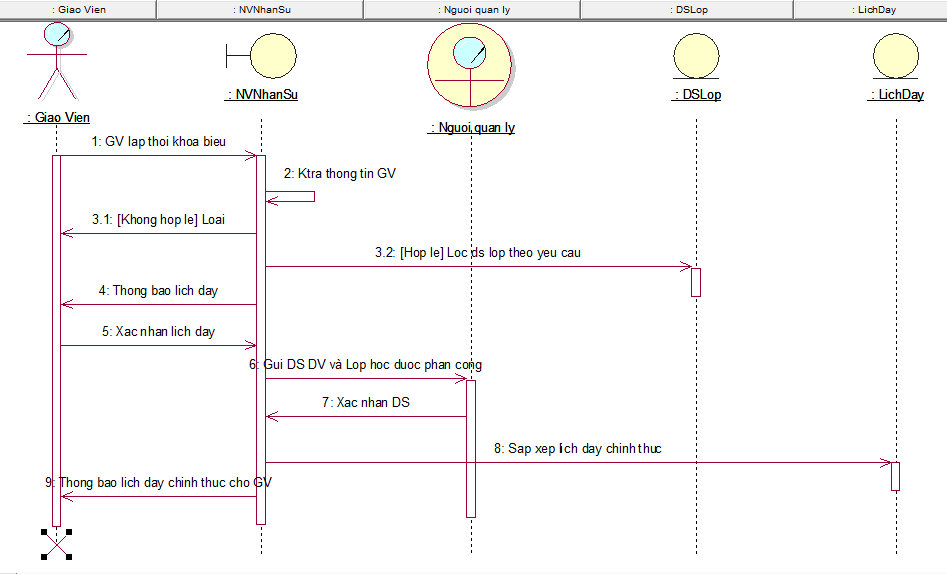 : Giao Vien
: NVNhanSu
: Nguoi quan ly
: DSLop
: LichDay
: Giao Vien
: NVNhanSu
: Nguoi quan ly
: DSLop
: LichDay
1: GV lap thoi khoa bieu
2: Ktra thong tin GV
3.1: [Khong hop le] Loai
3.2: [Hop le] Loc ds lop theo yeu cau
4: Thong bao lich day
5: Xac nhan lich day
6: Gui DS DV và Lop hoc duoc phan cong
7: Xac nhan DS
8: Sap xep lich day chinh thuc
9: Thong bao lich day chinh thuc cho GV